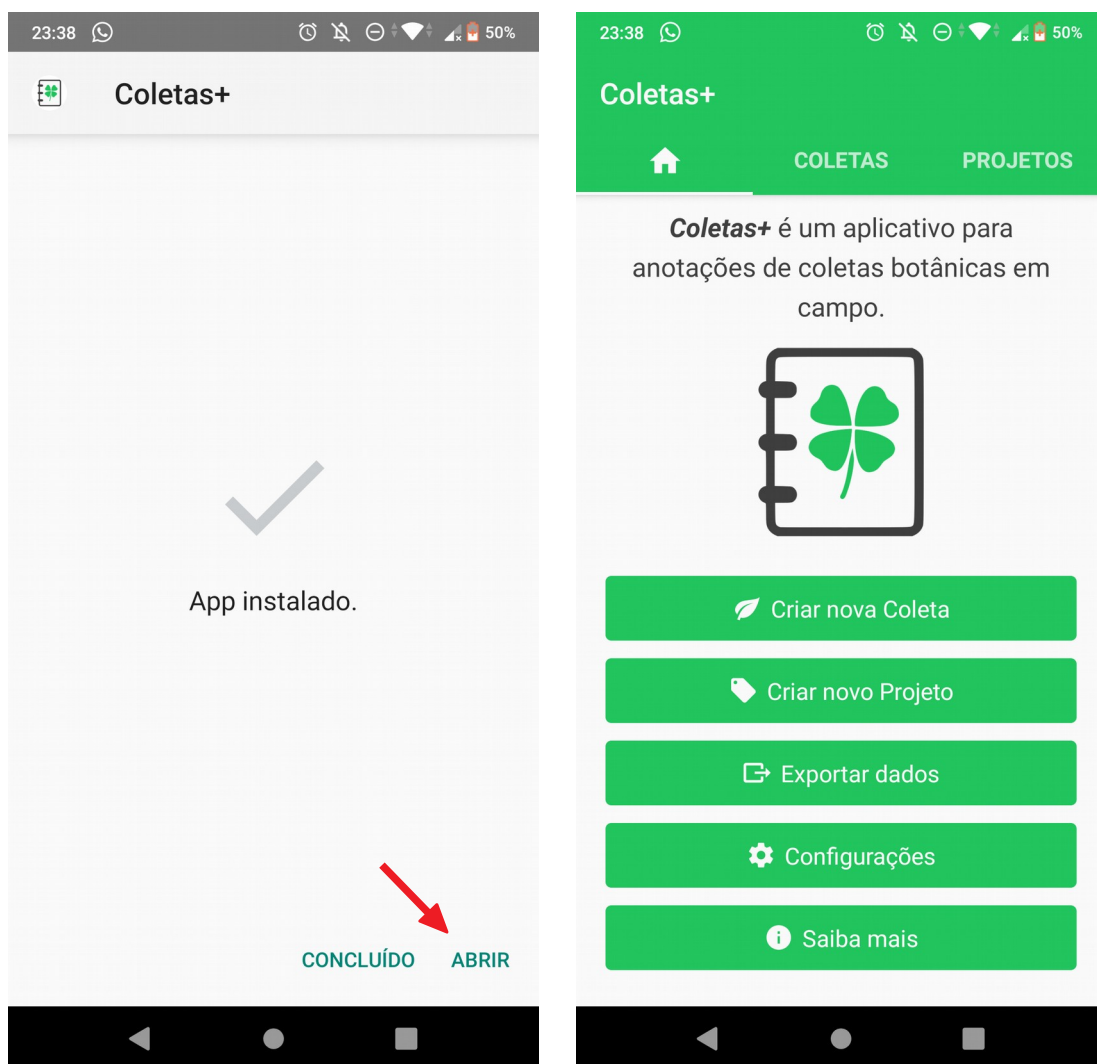 23:38
50%
Coletas+
App instalado.
CONCLUÍDO
ABRIR
23:38
50%
Coletas+
COLETAS
PROJETOS
Coletas+ é um aplicativo para
anotações de coletas botânicas em
campo.
Criar nova Coleta
Criar novo Projeto
Exportar dados
Configurações
Saiba mais